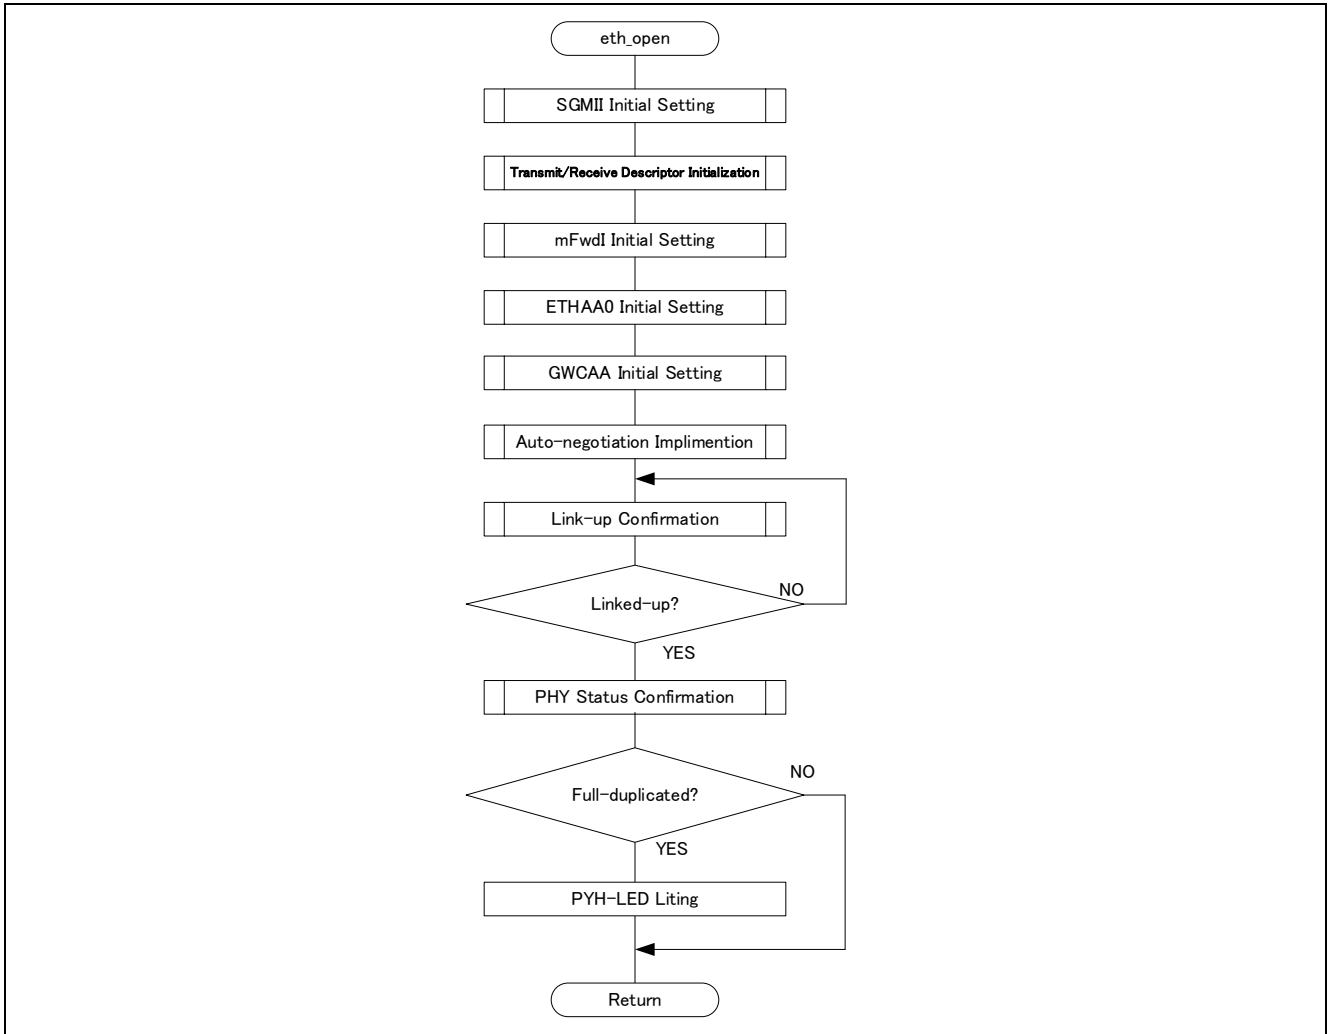 eth_open
SGMII Initial Setting
Transmit/Receive Descriptor Initialization
mFwdI Initial Setting
ETHAA0 Initial Setting
GWCAA Initial Setting
Auto-negotiation Implimention
Link-up Confirmation
Linked-up?
NO
YES
PHY Status Confirmation
NO
Full-duplicated?
YES
PYH-LED Liting
Return